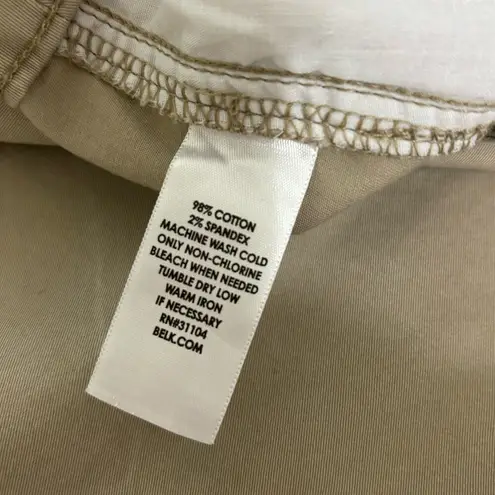 98% COTTON
2% SPANDEX
MACHINE WASH COLD
ONLY NON-CHLORINE
BLEACH WHEN NEEDED
TUMBLE DRY LOW
WARM IRON
IF NECESSARY
RN#31104
BELK.COM